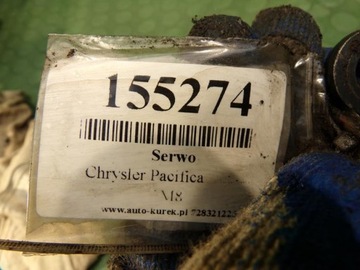 155274
Serwo
Chrysler Pacifica
M8
www.auto-kurek.pl